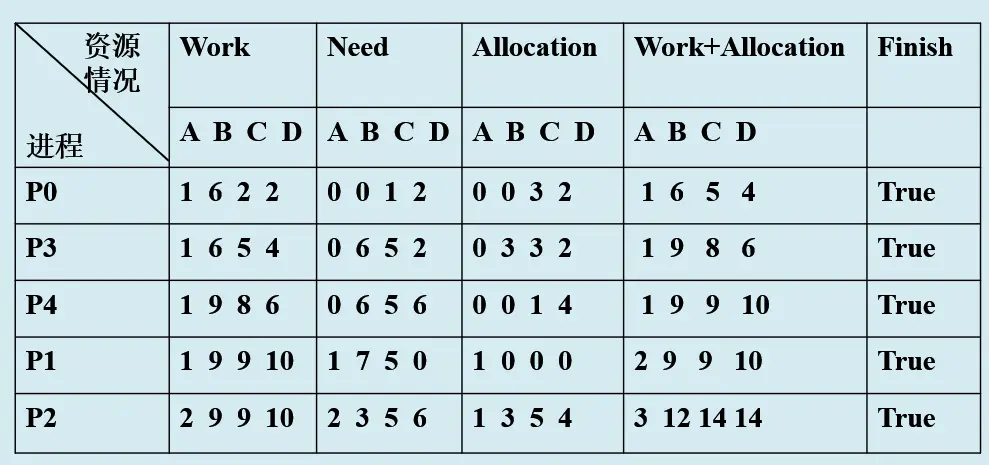 资源 Work Need Allocation Work+Allocation Finish
情况
进程 A B C D A B C D A B C D A B C D
P0 1 6 2 2 0 0 1 2 0 0 3 2 1 6 5 4 True
P3 1 6 5 4 0 6 5 2 0 3 3 2 1 9 8 6 True
P4 1 9 8 6 0 6 5 6 0 0 1 4 1 9 9 10 True
P1 1 9 9 10 1 7 5 0 1 0 0 0 2 9 9 10 True
P2 2 9 9 10 2 3 5 6 1 3 5 4 3 12 14 14 True